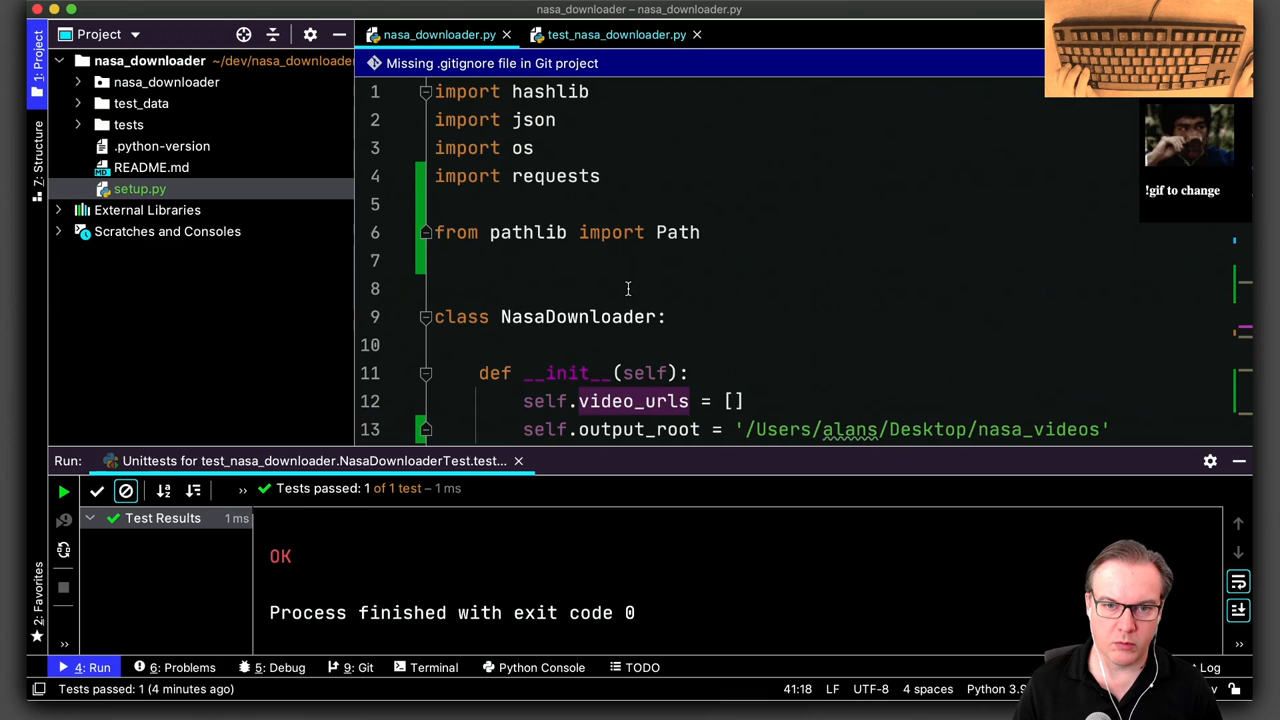 nasa_downloader – nasa_downloader.py
1: Project
Z: Structure
2: Favorites
Project
nasa_downloader ~/dev/nasa_downloader
nasa_downloader
test_data
tests
.python-version
README.md
setup.py
External Libraries
Scratches and Consoles
nasa_downloader.py
test_nasa_downloader.py
Missing .gitignore file in Git project
1 import hashlib
2 import json
3 import os
4 import requests
5
6 from pathlib import Path
7
8
9 class NasaDownloader:
10
11 def __init__(self):
12 self.video_urls = []
13 self.output_root = '/Users/alans/Desktop/nasa_videos'
!gif to change
Run: Unittests for test_nasa_downloader.NasaDownloaderTest.test...
» Tests passed: 1 of 1 test – 1 ms
Test Results 1 ms
OK
Process finished with exit code 0
»
»
4: Run 6: Problems 5: Debug 9: Git Terminal Python Console TODO Log
Tests passed: 1 (4 minutes ago) 41:18 LF UTF-8 4 spaces